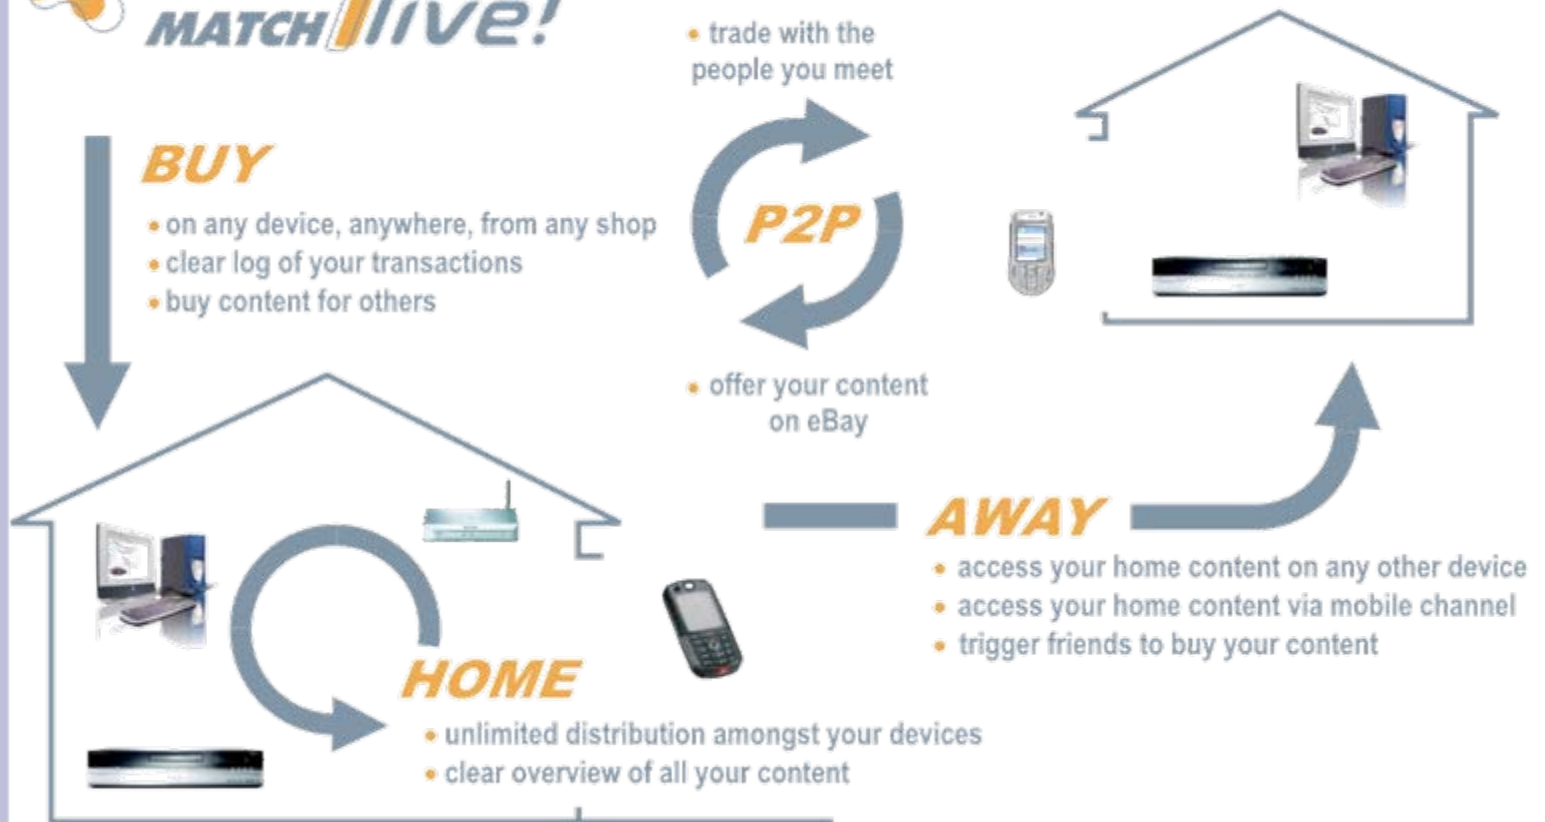 MATCH live!
BUY
• on any device, anywhere, from any shop
• clear log of your transactions
• buy content for others
• trade with the
people you meet
P2P
• offer your content
on eBay
AWAY
• access your home content on any other device
• access your home content via mobile channel
• trigger friends to buy your content
HOME
• unlimited distribution amongst your devices
• clear overview of all your content